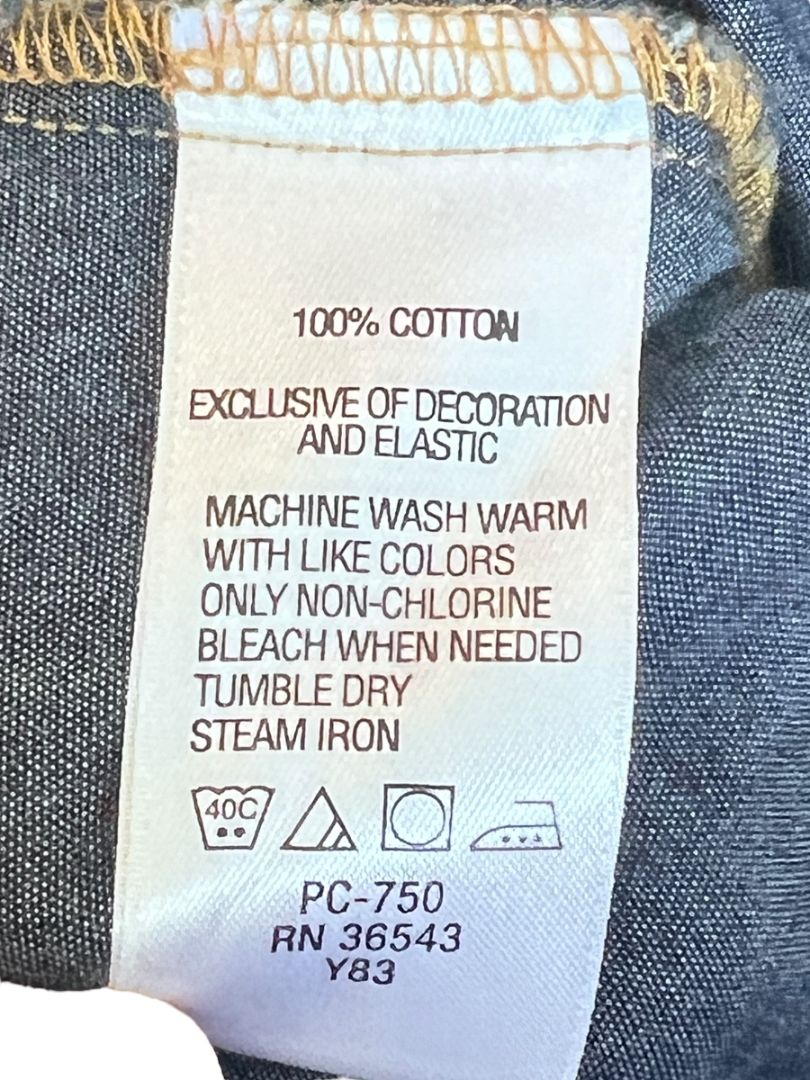 100% COTTON
EXCLUSIVE OF DECORATION
AND ELASTIC
MACHINE WASH WARM
WITH LIKE COLORS
ONLY NON-CHLORINE
BLEACH WHEN NEEDED
TUMBLE DRY
STEAM IRON
40C
PC-750
RN 36543
Y83